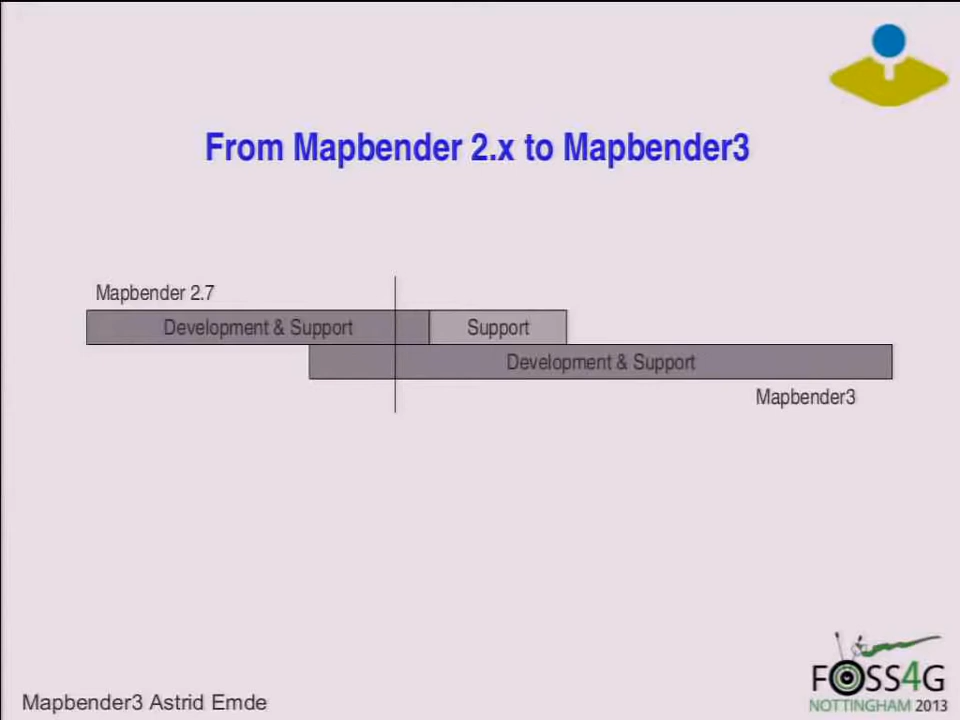 From Mapbender 2.x to Mapbender3
Mapbender 2.7
Development & Support
Support
Development & Support
Mapbender3
Mapbender3 Astrid Emde
FOSS4G
NOTTINGHAM 2013